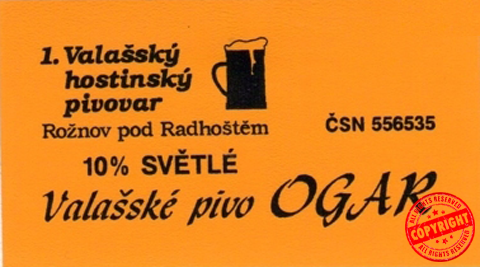 1. Valašský
hostinský
pivovar
Rožnov pod Radhoštěm
ČSN 556535
10% SVĚTLÉ
Valašské pivo OGAR
ALL RIGHTS RESERVED
COPYRIGHT
ALL RIGHTS RESERVED